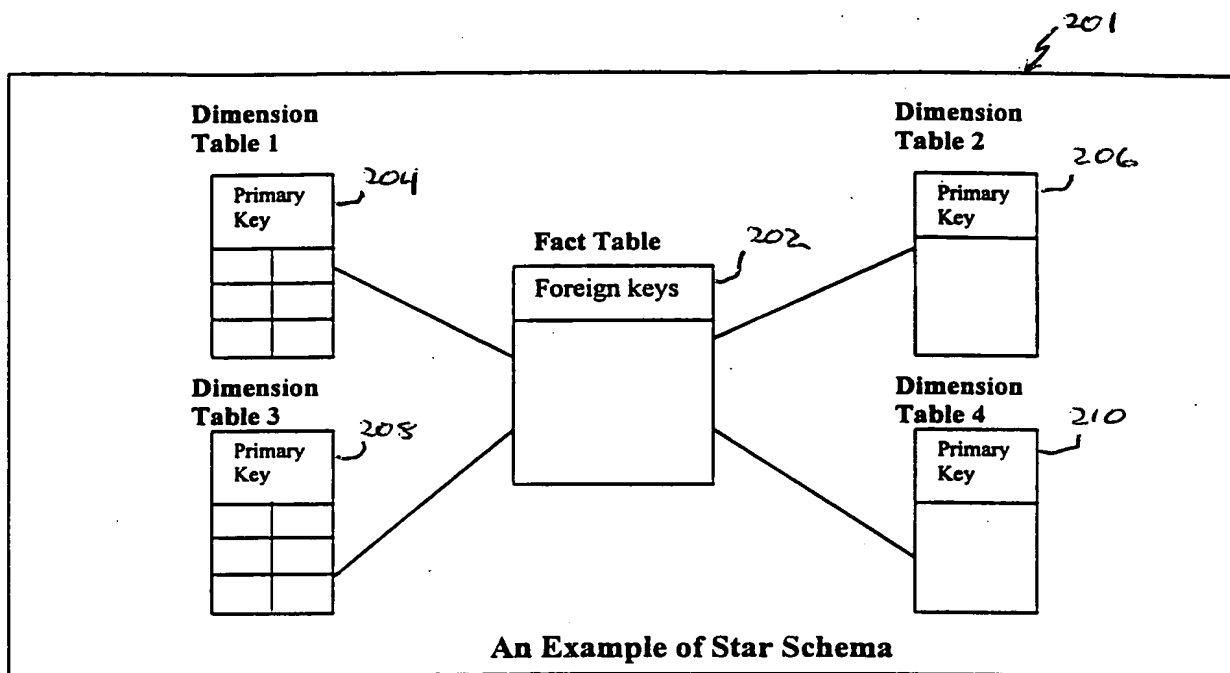 201
Dimension
Table 1
Primary
Key
204
Dimension
Table 2
Primary
Key
206
Fact Table
202
Foreign keys
Dimension
Table 3
Primary
Key
208
Dimension
Table 4
Primary
Key
210
An Example of Star Schema